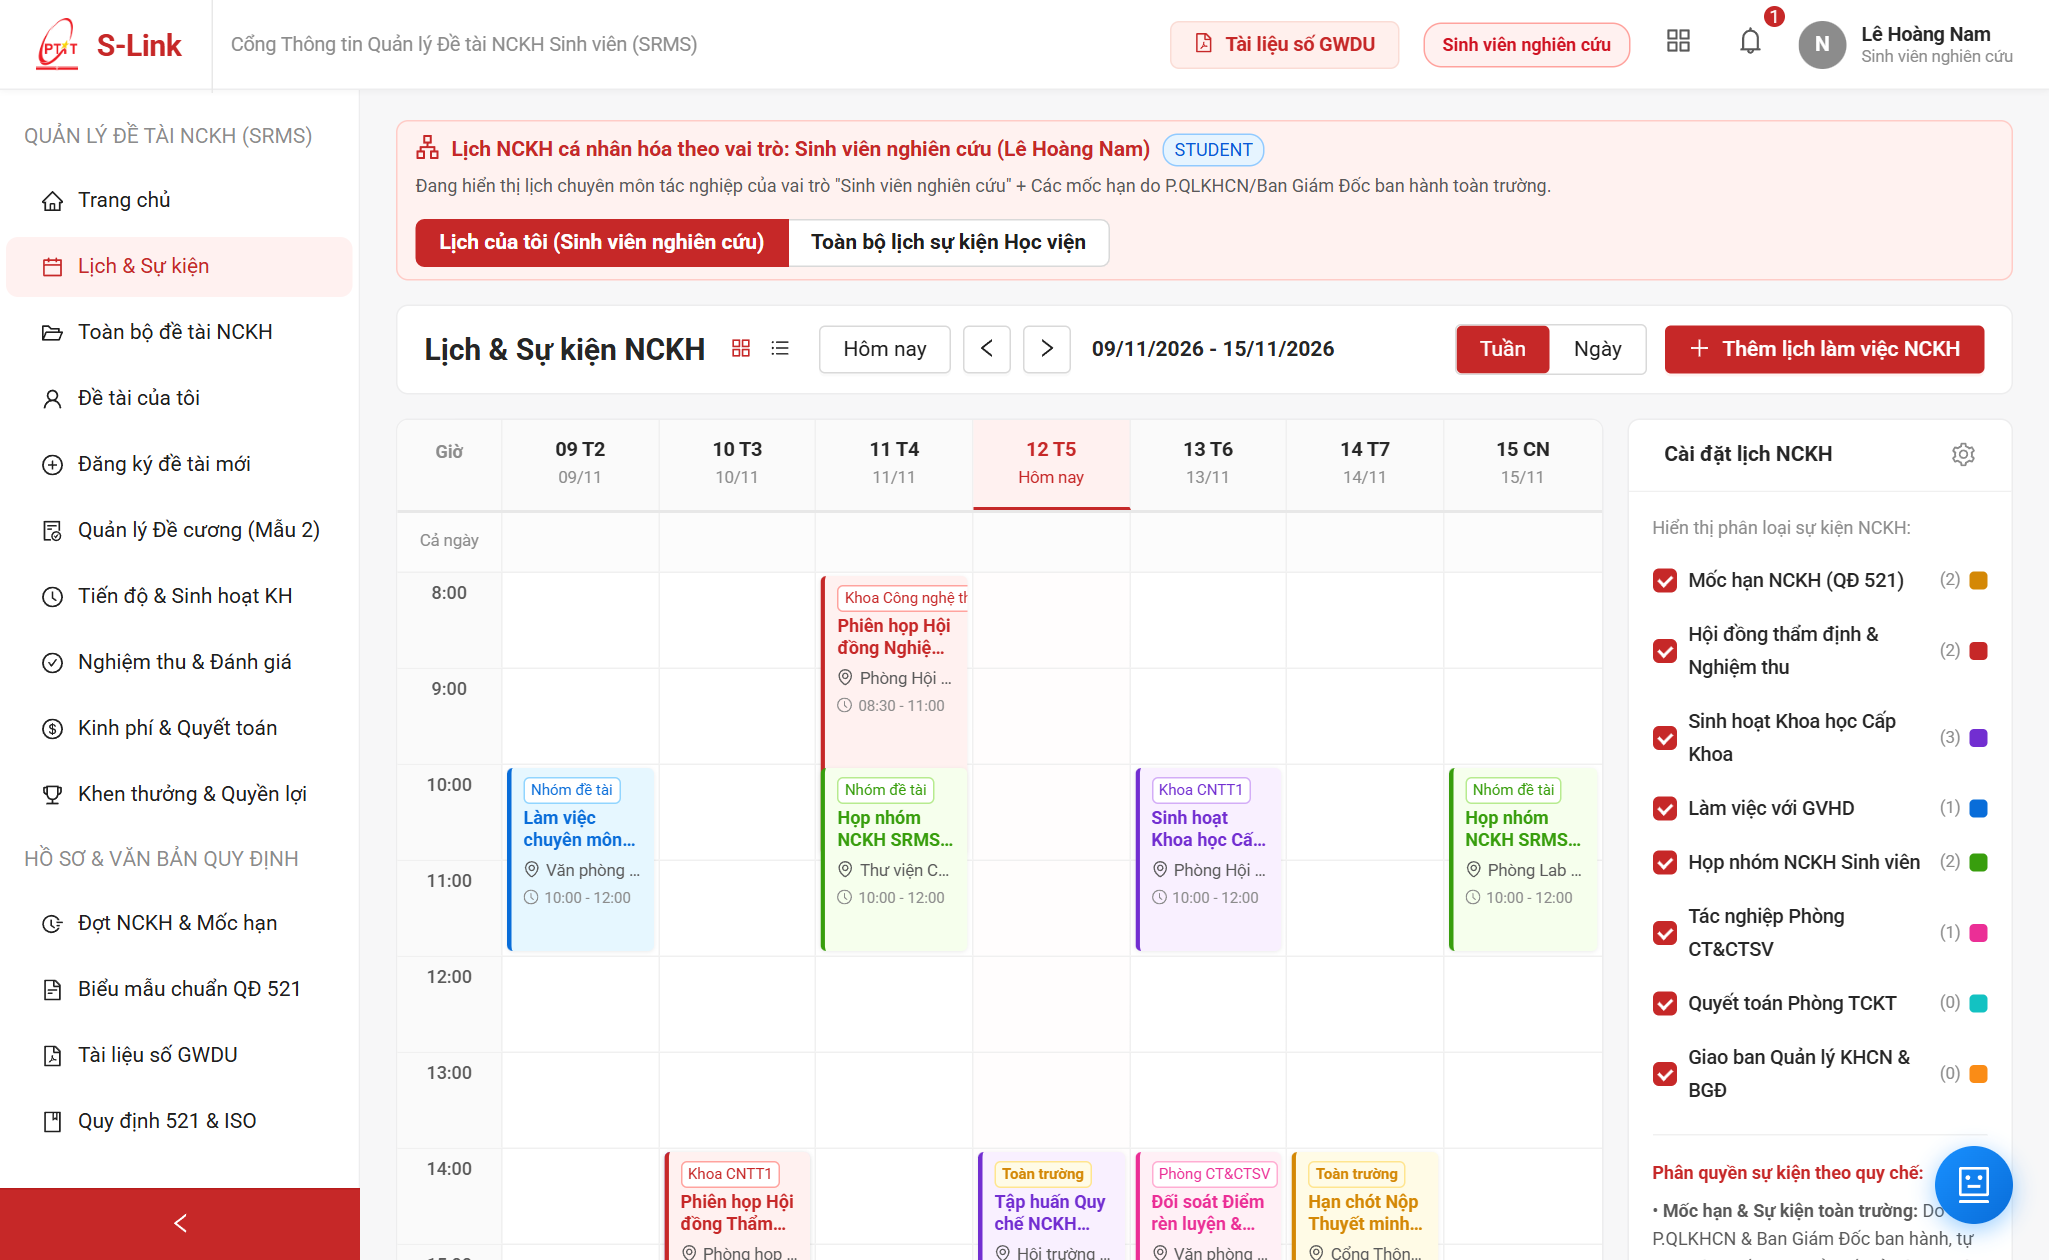 PTIT
S-Link
Cổng Thông tin Quản lý Đề tài NCKH Sinh viên (SRMS)
Tài liệu số GWDU
Sinh viên nghiên cứu
1
N
Lê Hoàng Nam
Sinh viên nghiên cứu
QUẢN LÝ ĐỀ TÀI NCKH (SRMS)
Trang chủ
Lịch & Sự kiện
Toàn bộ đề tài NCKH
Đề tài của tôi
Đăng ký đề tài mới
Quản lý Đề cương (Mẫu 2)
Tiến độ & Sinh hoạt KH
Nghiệm thu & Đánh giá
Kinh phí & Quyết toán
Khen thưởng & Quyền lợi
HỒ SƠ & VĂN BẢN QUY ĐỊNH
Đợt NCKH & Mốc hạn
Biểu mẫu chuẩn QĐ 521
Tài liệu số GWDU
Quy định 521 & ISO
Lịch NCKH cá nhân hóa theo vai trò: Sinh viên nghiên cứu (Lê Hoàng Nam)
STUDENT
Đang hiển thị lịch chuyên môn tác nghiệp của vai trò "Sinh viên nghiên cứu" + Các mốc hạn do P.QLKHCN/Ban Giám Đốc ban hành toàn trường.
Lịch của tôi (Sinh viên nghiên cứu)
Toàn bộ lịch sự kiện Học viện
Lịch & Sự kiện NCKH
Hôm nay
09/11/2026 - 15/11/2026
Tuần
Ngày
Thêm lịch làm việc NCKH
Giờ
09 T2
09/11
10 T3
10/11
11 T4
11/11
12 T5
Hôm nay
13 T6
13/11
14 T7
14/11
15 CN
15/11
Cả ngày
8:00
9:00
10:00
11:00
12:00
13:00
14:00
Khoa Công nghệ th
Phiên họp Hội
đồng Nghiệ...
Phòng Hội ...
08:30 - 11:00
Nhóm đề tài
Làm việc
chuyên môn...
Văn phòng ...
10:00 - 12:00
Nhóm đề tài
Họp nhóm
NCKH SRMS...
Thư viện C...
10:00 - 12:00
Khoa CNTT1
Sinh hoạt
Khoa học Cấ...
Phòng Hội ...
10:00 - 12:00
Nhóm đề tài
Họp nhóm
NCKH SRMS...
Phòng Lab ...
10:00 - 12:00
Khoa CNTT1
Phiên họp Hội
đồng Thẩm...
Phòng họp ...
Toàn trường
Tập huấn Quy
chế NCKH...
Hội trường ...
Phòng CT&CTSV
Đối soát Điểm
rèn luyện &...
Văn phòng ...
Toàn trường
Hạn chót Nộp
Thuyết minh...
Cổng Thôn...
Cài đặt lịch NCKH
Hiển thị phân loại sự kiện NCKH:
Mốc hạn NCKH (QĐ 521)
(2)
Hội đồng thẩm định &
Nghiệm thu
(2)
Sinh hoạt Khoa học Cấp
Khoa
(3)
Làm việc với GVHD
(1)
Họp nhóm NCKH Sinh viên
(2)
Tác nghiệp Phòng
CT&CTSV
(1)
Quyết toán Phòng TCKT
(0)
Giao ban Quản lý KHCN &
BGĐ
(0)
Phân quyền sự kiện theo quy chế:
• Mốc hạn & Sự kiện toàn trường: Do
P.QLKHCN & Ban Giám Đốc ban hành, tự